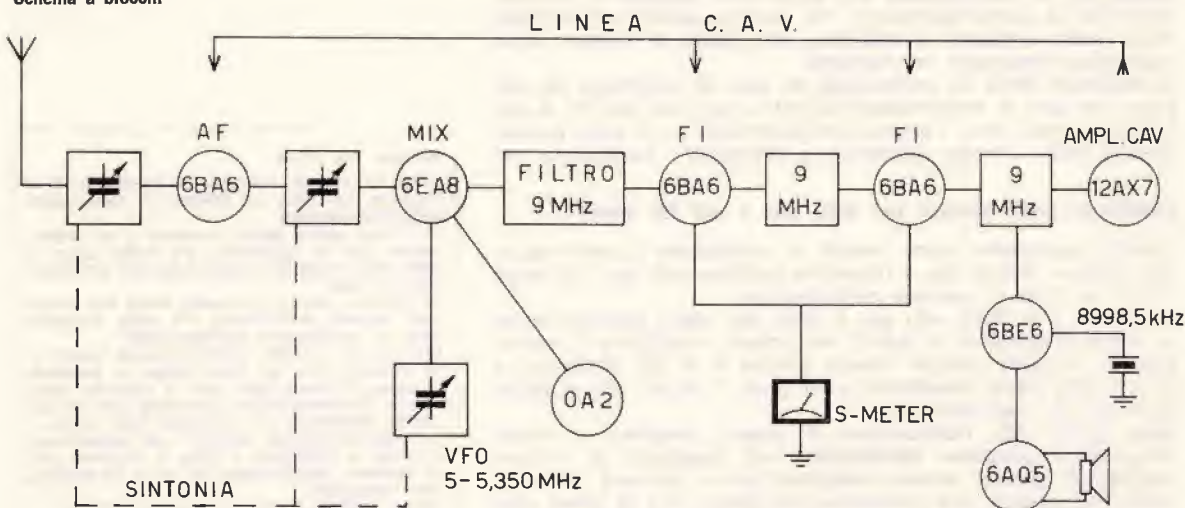 Schema a blocchi
LINEA C. A. V.
AF
MIX
FI
FI
AMPL. CAV
6BA6
6EA8
FILTRO
9 MHz
6BA6
9
MHz
6BA6
9
MHz
12AX7
6BE6
8998,5 kHz
OA2
S-METER
VFO
5-5,350 MHz
6AQ5
SINTONIA